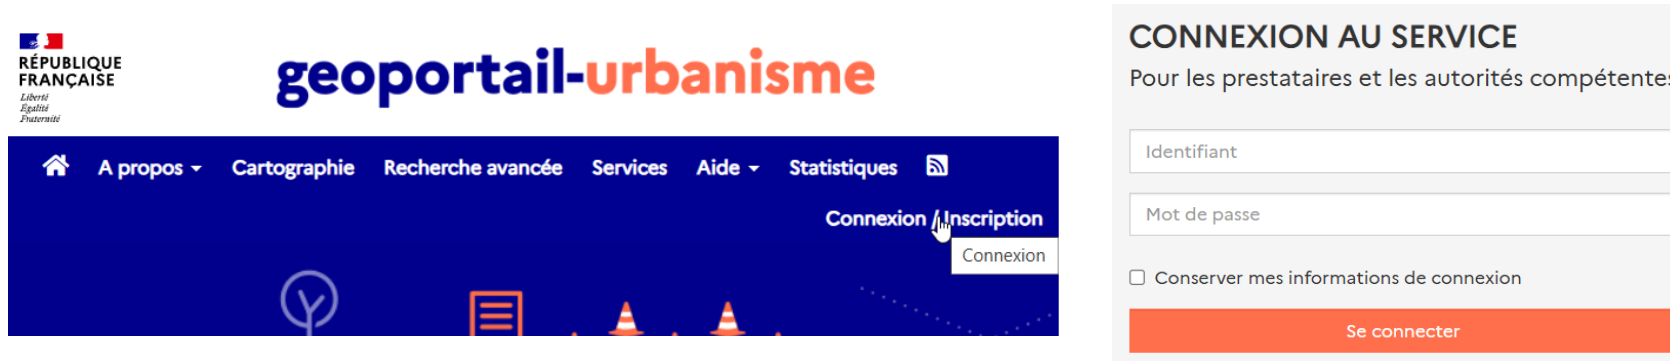 RÉPUBLIQUE
FRANÇAISE
Liberté
Égalité
Fraternité
geoportail-urbanisme
A propos Cartographie Recherche avancée Services Aide Statistiques
Connexion / Inscription
Connexion
CONNEXION AU SERVICE
Pour les prestataires et les autorités compétentes
Identifiant
Mot de passe
Conserver mes informations de connexion
Se connecter